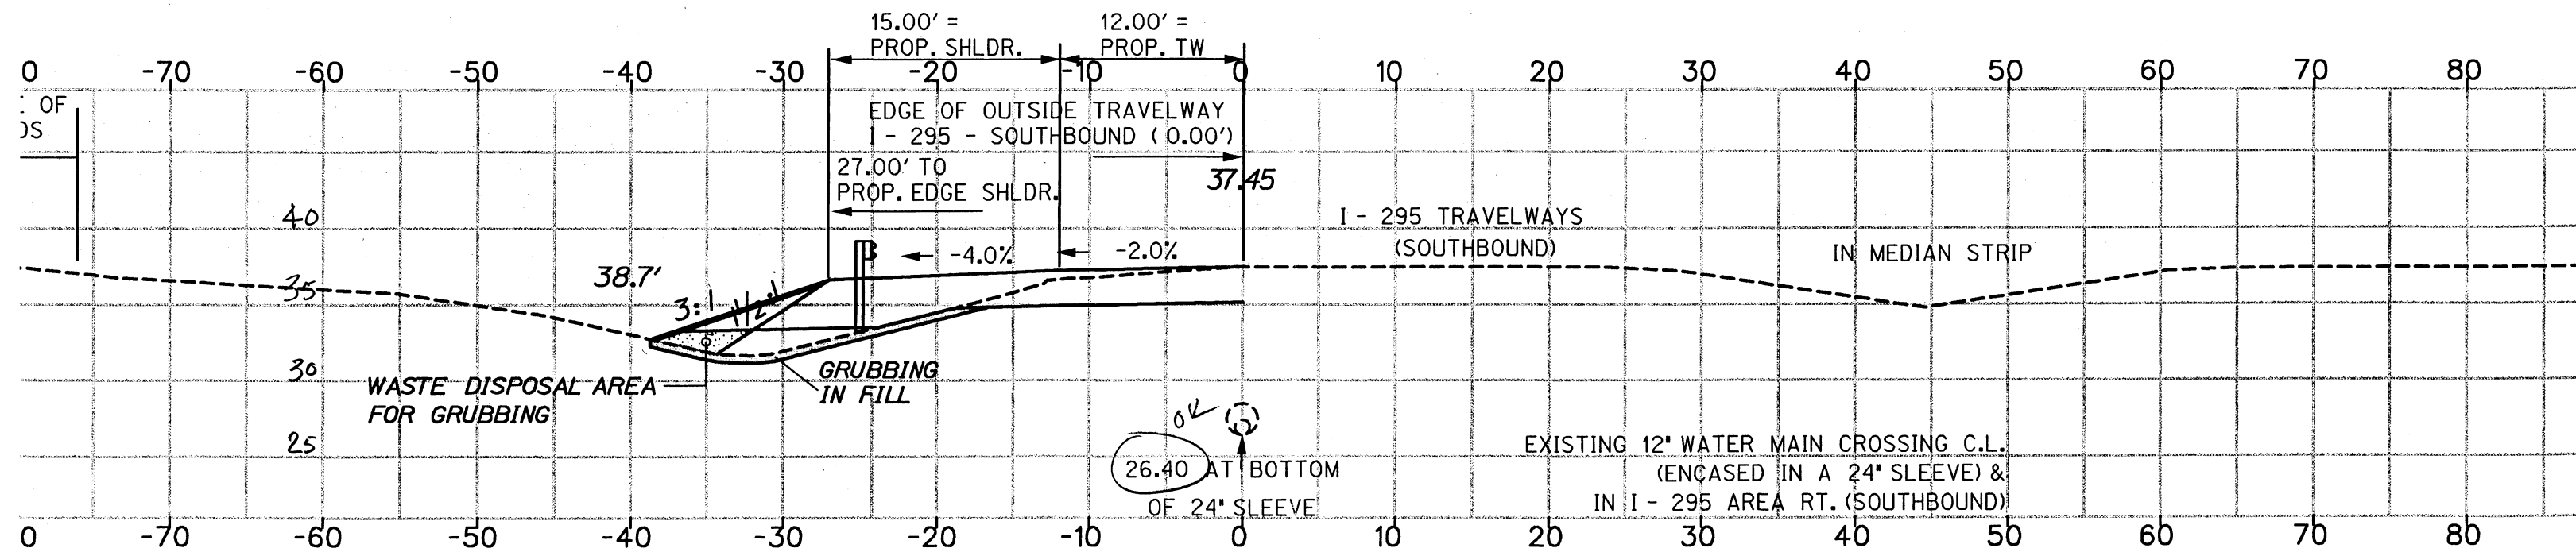 15.00' =
PROP. SHLDR.
12.00' =
PROP. TW
0 -70 -60 -50 -40 -30 -20 -10 0 10 20 30 40 50 60 70 80
OF
EDGE OF OUTSIDE TRAVELWAY
I - 295 - SOUTHBOUND (0.00')
27.00' TO
PROP. EDGE SHLDR.
37.45
40
I - 295 TRAVELWAYS
(SOUTHBOUND)
IN MEDIAN STRIP
-4.0%
-2.0%
38.7'
35
3:1
1 1/2:1
30
WASTE DISPOSAL AREA
FOR GRUBBING
GRUBBING
IN FILL
OK
25
26.40 AT BOTTOM
OF 24" SLEEVE
EXISTING 12" WATER MAIN CROSSING C.L.
(ENCASED IN A 24" SLEEVE) &
IN I - 295 AREA RT. (SOUTHBOUND)
0 -70 -60 -50 -40 -30 -20 -10 0 10 20 30 40 50 60 70 80